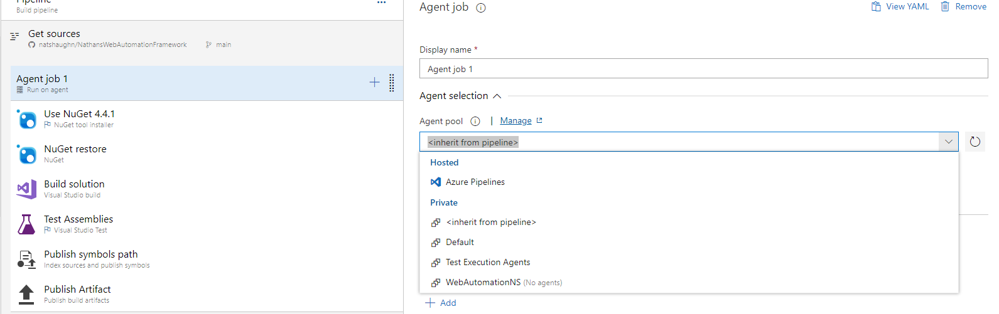 Pipeline
Build pipeline
...
Get sources
natshaughn/NathansWebAutomationFramework
main
Agent job 1
Run on agent
Use NuGet 4.4.1
NuGet tool installer
NuGet restore
NuGet
Build solution
Visual Studio build
Test Assemblies
Visual Studio Test
Publish symbols path
Index sources and publish symbols
Publish Artifact
Publish build artifacts
Agent job
View YAML
Remove
Display name *
Agent job 1
Agent selection
Agent pool | Manage
<inherit from pipeline>
Hosted
Azure Pipelines
Private
<inherit from pipeline>
Default
Test Execution Agents
WebAutomationNS (No agents)
Add